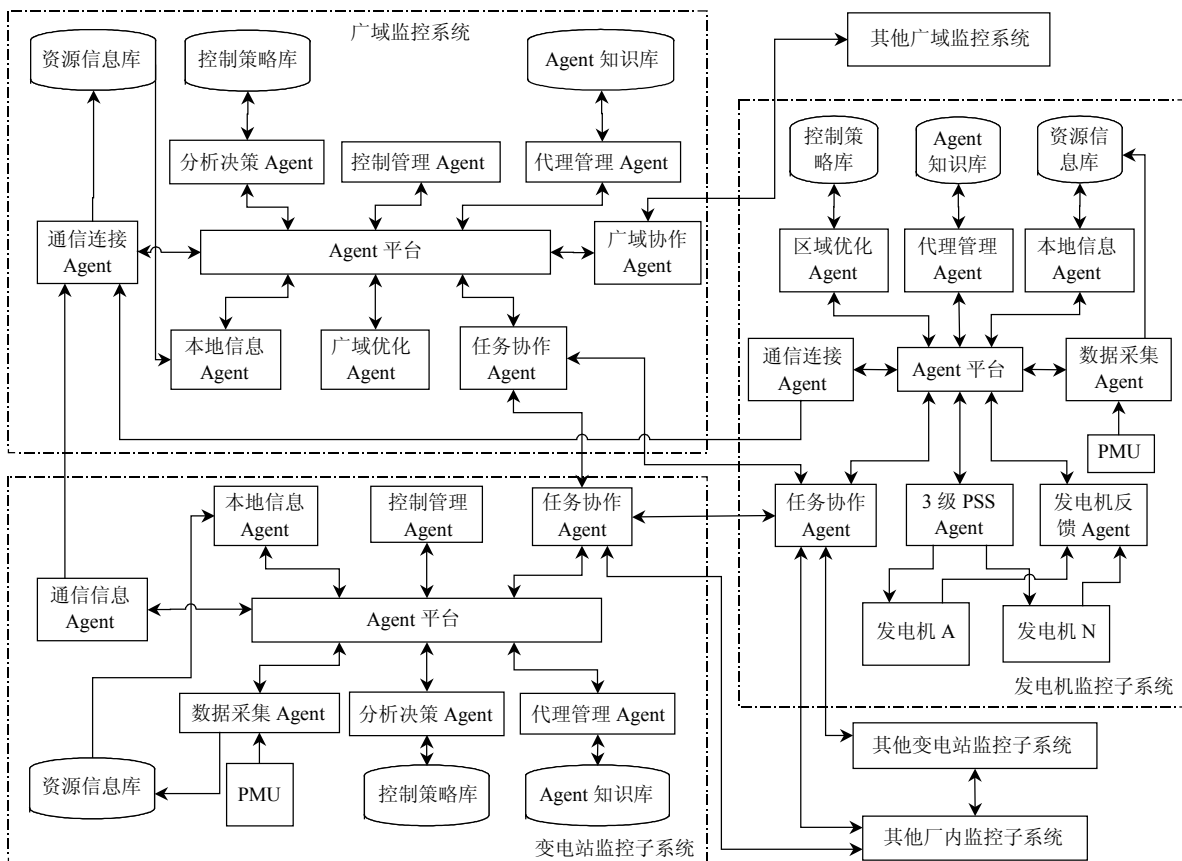 广域监控系统
资源信息库
控制策略库
Agent 知识库
分析决策 Agent
控制管理 Agent
代理管理 Agent
通信连接
Agent
Agent 平台
广域协作
Agent
本地信息
Agent
广域优化
Agent
任务协作
Agent
其他广域监控系统
控制策
略库
Agent
知识库
资源信
息库
区域优化
Agent
代理管理
Agent
本地信息
Agent
通信连接
Agent
Agent 平台
数据采集
Agent
PMU
任务协作
Agent
3 级 PSS
Agent
发电机反
馈 Agent
发电机 A
发电机 N
发电机监控子系统
本地信息
Agent
控制管理
Agent
任务协作
Agent
通信信息
Agent
Agent 平台
数据采集 Agent
分析决策 Agent
代理管理 Agent
资源信息库
PMU
控制策略库
Agent 知识库
变电站监控子系统
其他变电站监控子系统
其他厂内监控子系统